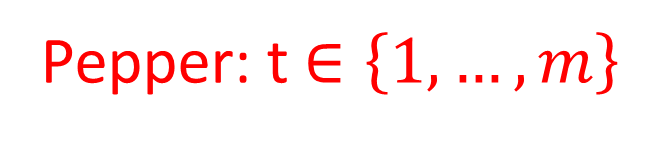 Pepper: t ∈ {1, … , m}